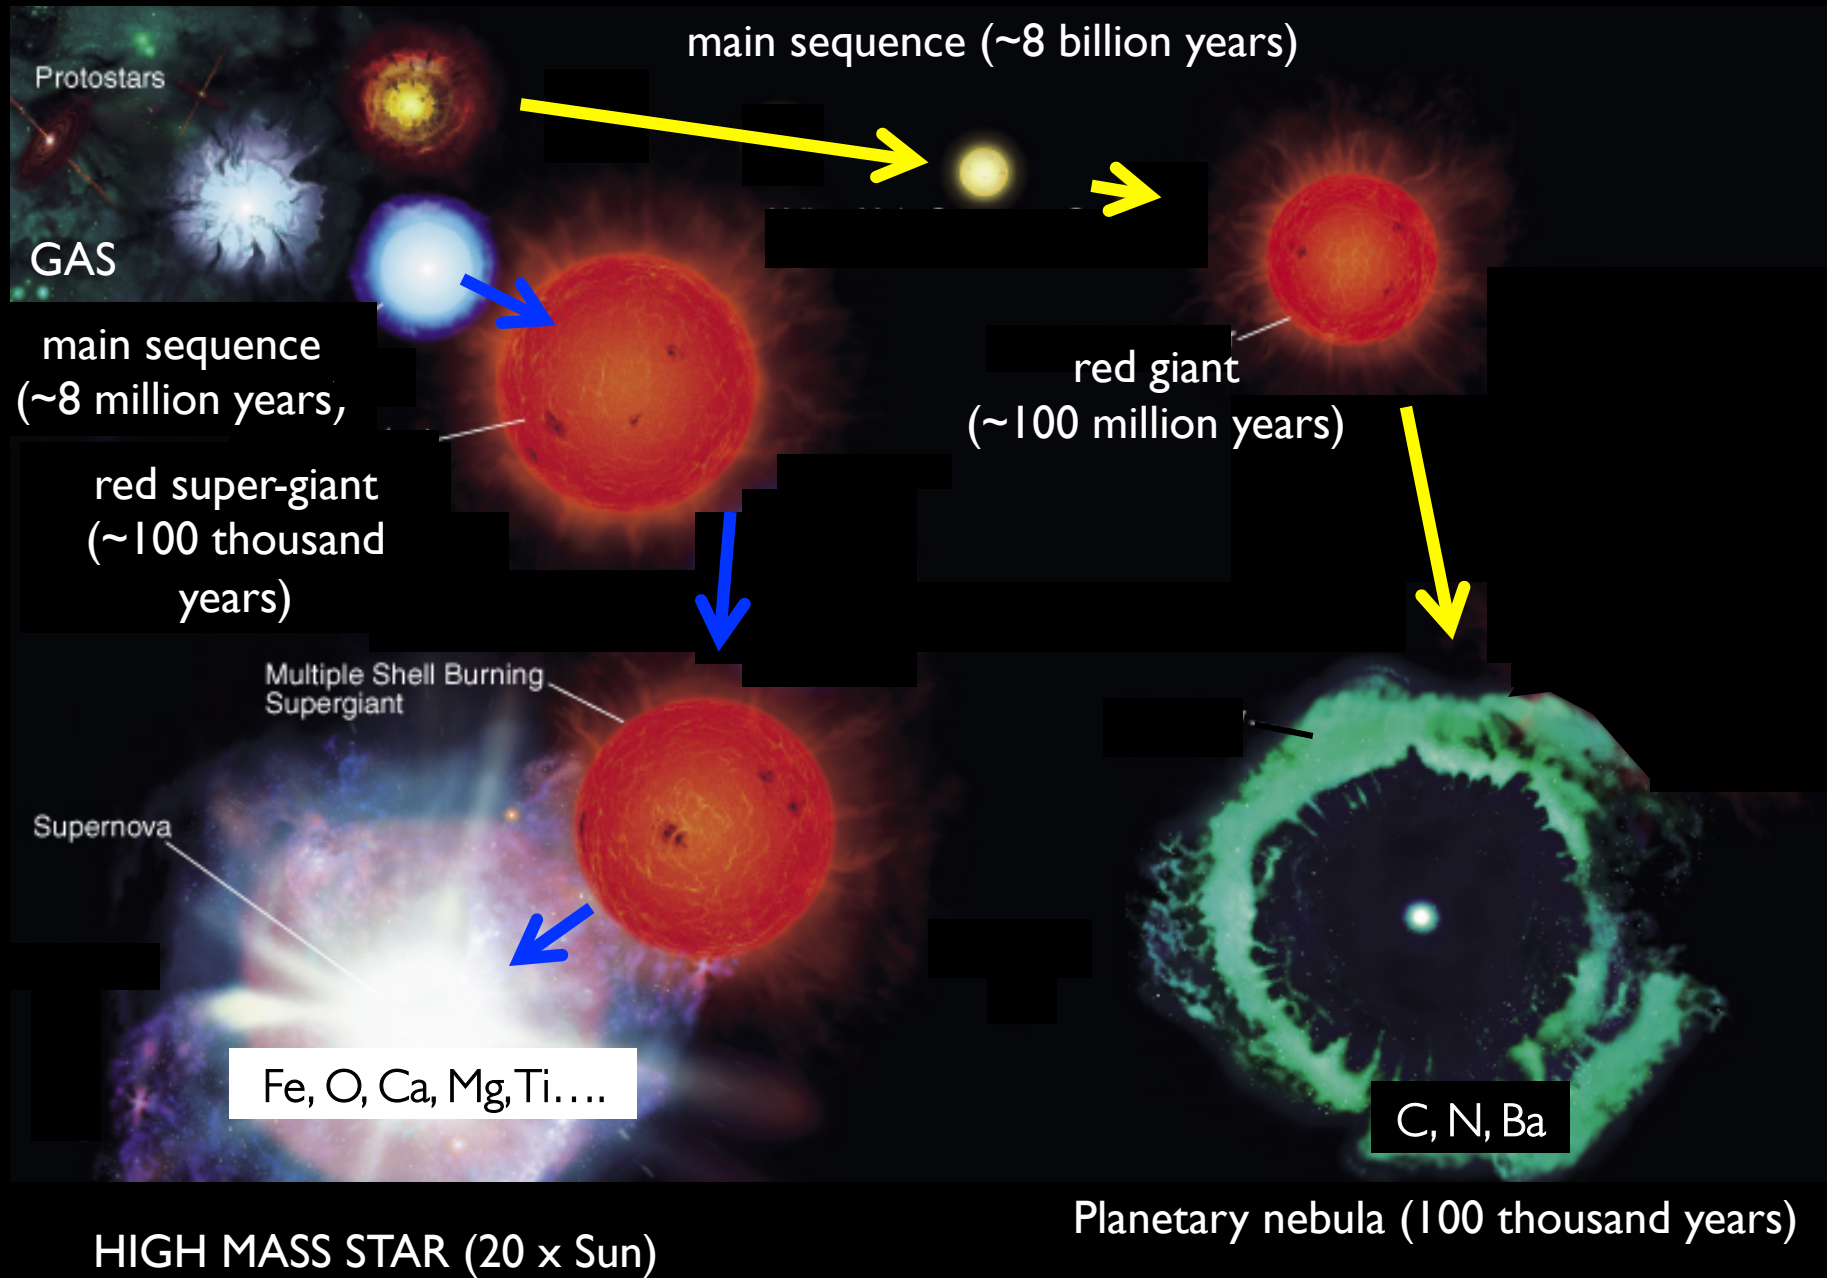 main sequence (~8 billion years)
Protostars
GAS
main sequence
(~8 million years,
red giant
(~100 million years)
red super-giant
(~100 thousand
years)
Multiple Shell Burning
Supergiant
Supernova
Fe, O, Ca, Mg,Ti….
C, N, Ba
Planetary nebula (100 thousand years)
HIGH MASS STAR (20 x Sun)